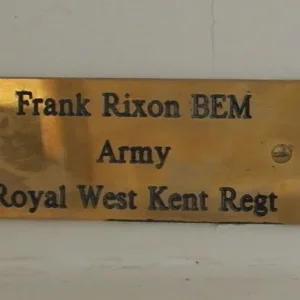 Frank Rixon BEM
Army
Royal West Kent Regt